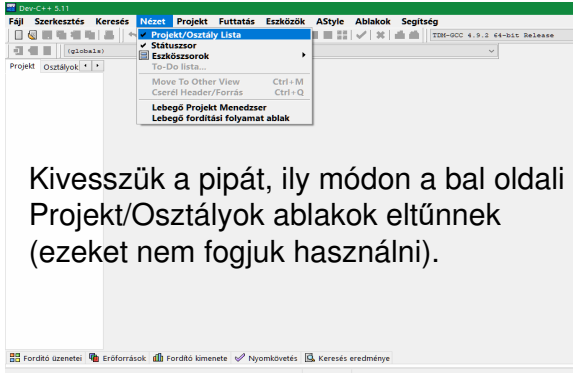 Dev-C++ 5.11
Fájl Szerkesztés Keresés Nézet Projekt Futtatás Eszközök AStyle Ablakok Segítség
TDM-GCC 4.9.2 64-bit Release
(globals)
Projekt Osztályok
Projekt/Osztály Lista
Státuszsor
Eszköszsorok
To-Do lista...
Move To Other View Ctrl+M
Cserél Header/Forrás Ctrl+Q
Lebegő Projekt Menedzser
Lebegő fordítási folyamat ablak
Kivesszük a pipát, ily módon a bal oldali
Projekt/Osztályok ablakok eltűnnek
(ezeket nem fogjuk használni).
Fordító üzenetei Erőforrások Fordító kimenete Nyomkövetés Keresés eredménye